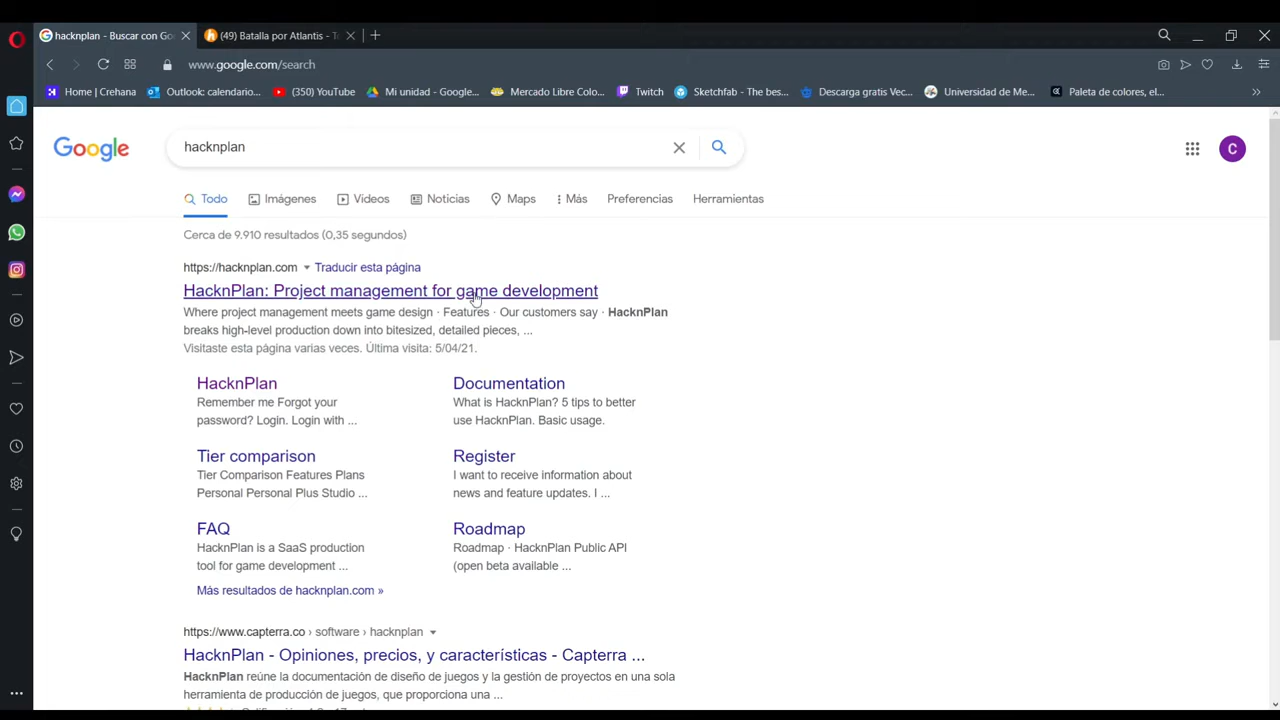 hacknplan - Buscar con Goo
(49) Batalla por Atlantis - To
www.google.com/search
Home | Crehana
Outlook: calendario...
(350) YouTube
Mi unidad - Google...
Mercado Libre Colo...
Twitch
Sketchfab - The bes...
Descarga gratis Vec...
Universidad de Me...
Paleta de colores, el...
Google
hacknplan
C
Todo
Imágenes
Videos
Noticias
Maps
Más
Preferencias
Herramientas
Cerca de 9.910 resultados (0,35 segundos)
https://hacknplan.com
Traducir esta página
HacknPlan: Project management for game development
Where project management meets game design · Features · Our customers say · HacknPlan
breaks high-level production down into bitesized, detailed pieces, ...
Visitaste esta página varias veces. Última visita: 5/04/21.
HacknPlan
Remember me Forgot your
password? Login. Login with ...
Documentation
What is HacknPlan? 5 tips to better
use HacknPlan. Basic usage.
Tier comparison
Tier Comparison Features Plans
Personal Personal Plus Studio ...
Register
I want to receive information about
news and feature updates. I ...
FAQ
HacknPlan is a SaaS production
tool for game development ...
Roadmap
Roadmap · HacknPlan Public API
(open beta available ...
Más resultados de hacknplan.com »
https://www.capterra.co › software › hacknplan
HacknPlan - Opiniones, precios, y características - Capterra ...
HacknPlan reúne la documentación de diseño de juegos y la gestión de proyectos en una sola
herramienta de producción de juegos, que proporciona una ...